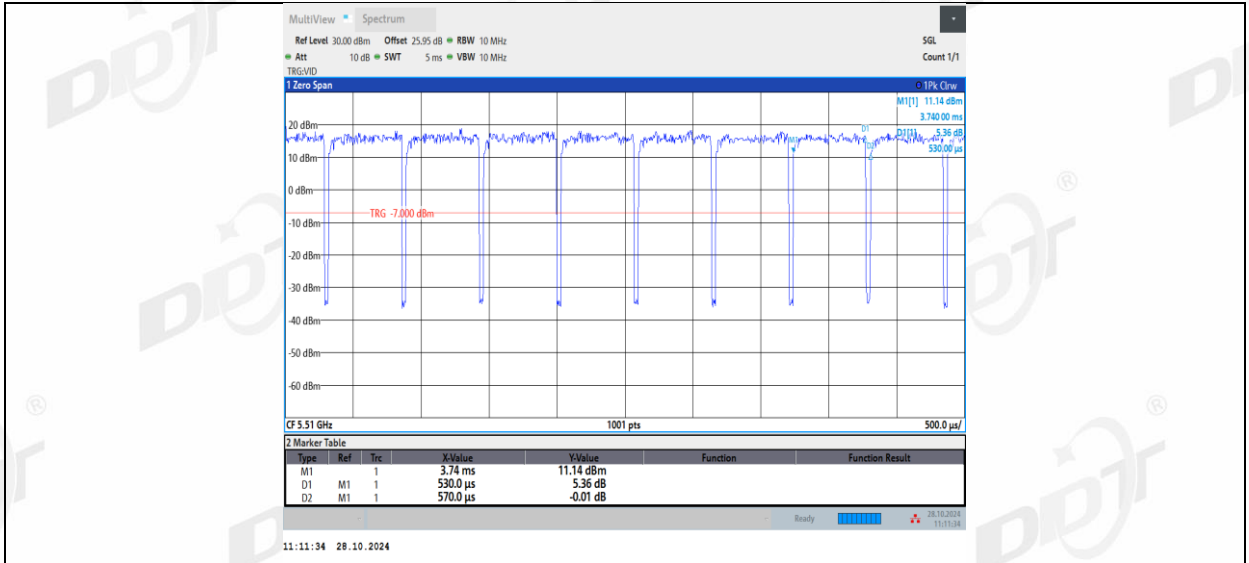 MultiView Spectrum
Ref Level 30.00 dBm Offset 25.95 dB RBW 10 MHz SGL
Att 10 dB SWT 5 ms VBW 10 MHz Count 1/1
TRG:VID
1 Zero Span 1Pk Clrw
M1[1] 11.14 dBm
3.740 00 ms
20 dBm
D1
D1[1] 5.36 dB
M1
D2
530.00 µs
10 dBm
0 dBm
TRG -7.000 dBm
-10 dBm
-20 dBm
-30 dBm
-40 dBm
-50 dBm
-60 dBm
CF 5.51 GHz 1001 pts 500.0 µs/
2 Marker Table
Type Ref Trc X-Value Y-Value Function Function Result
M1 1 3.74 ms 11.14 dBm
D1 M1 1 530.0 µs 5.36 dB
D2 M1 1 570.0 µs -0.01 dB
Ready 28.10.2024
11:11:34
11:11:34 28.10.2024
DDT
®